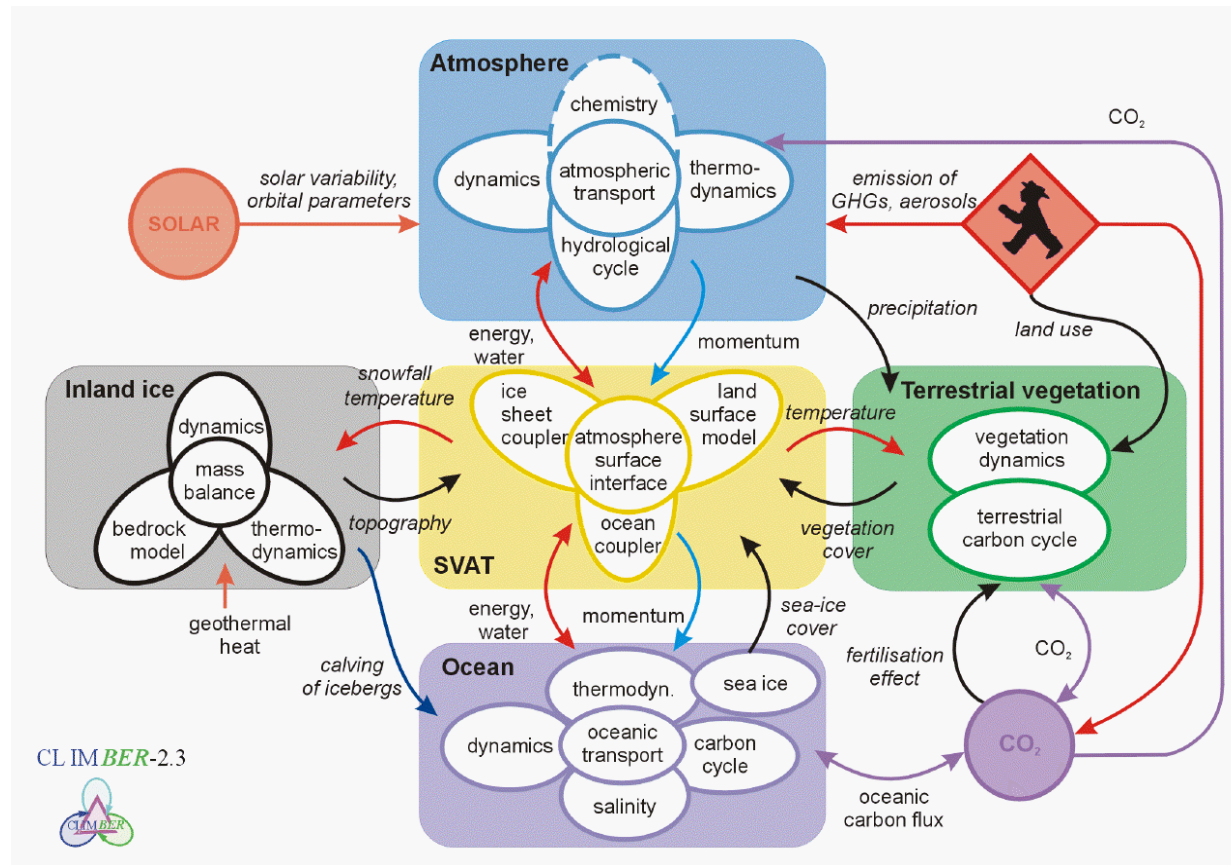 Atmosphere
chemistry
dynamics
atmospheric
transport
thermo-
dynamics
hydrological
cycle
CO₂
SOLAR
solar variability,
orbital parameters
emission of
GHGs, aerosols
precipitation
land use
energy,
water
momentum
Inland ice
dynamics
mass
balance
bedrock
model
thermo-
dynamics
geothermal
heat
snowfall
temperature
topography
calving
of icebergs
ice
sheet
coupler
land
surface
model
atmosphere
surface
interface
ocean
coupler
SVAT
temperature
vegetation
cover
Terrestrial vegetation
vegetation
dynamics
terrestrial
carbon cycle
energy,
water
momentum
sea-ice
cover
fertilisation
effect
CO₂
Ocean
thermodyn.
sea ice
dynamics
oceanic
transport
carbon
cycle
salinity
CO₂
oceanic
carbon flux
CLIMBER-2.3
CLIMBER